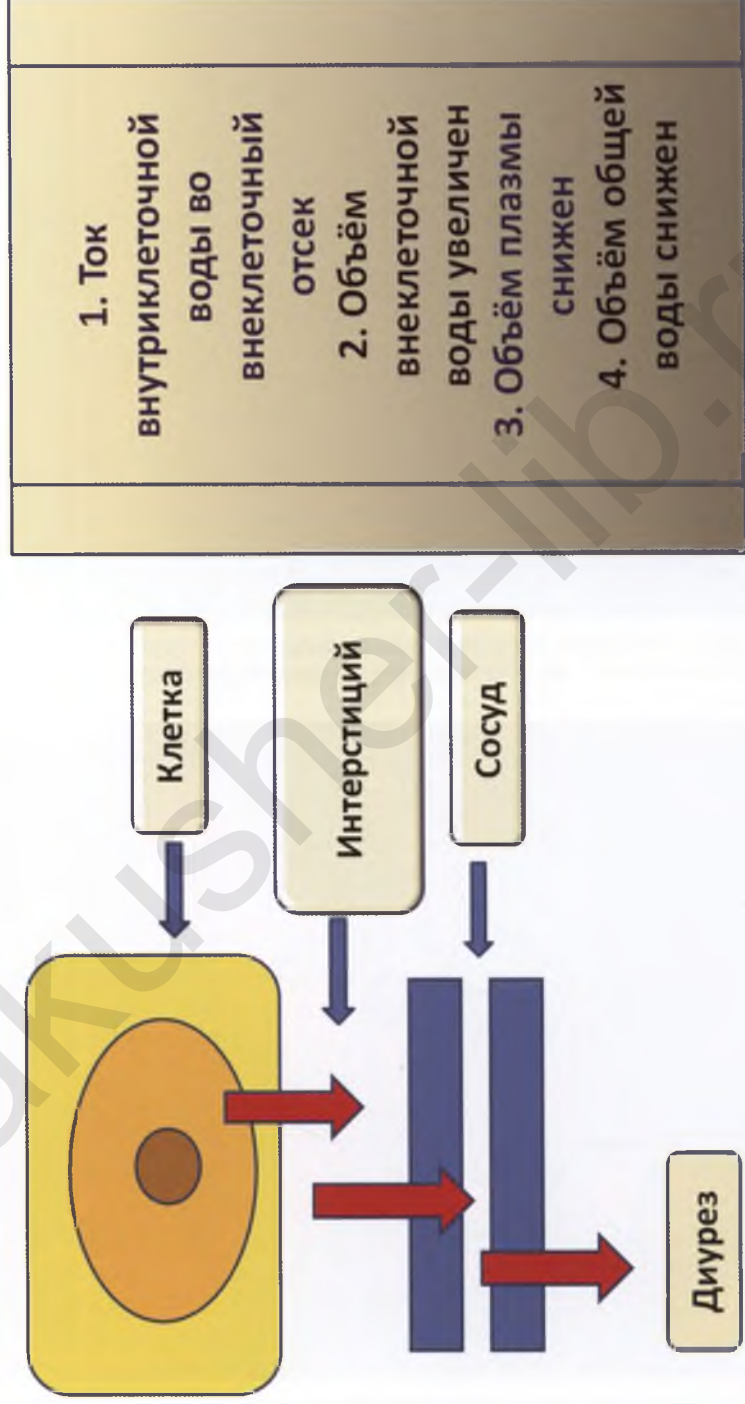 Клетка
Интерстиций
Сосуд
Диурез
1. Ток
внутриклеточной
воды во
внеклеточный
отсек
2. Объём
внеклеточной
воды увеличен
3. Объём плазмы
снижен
4. Объём общей
воды снижен